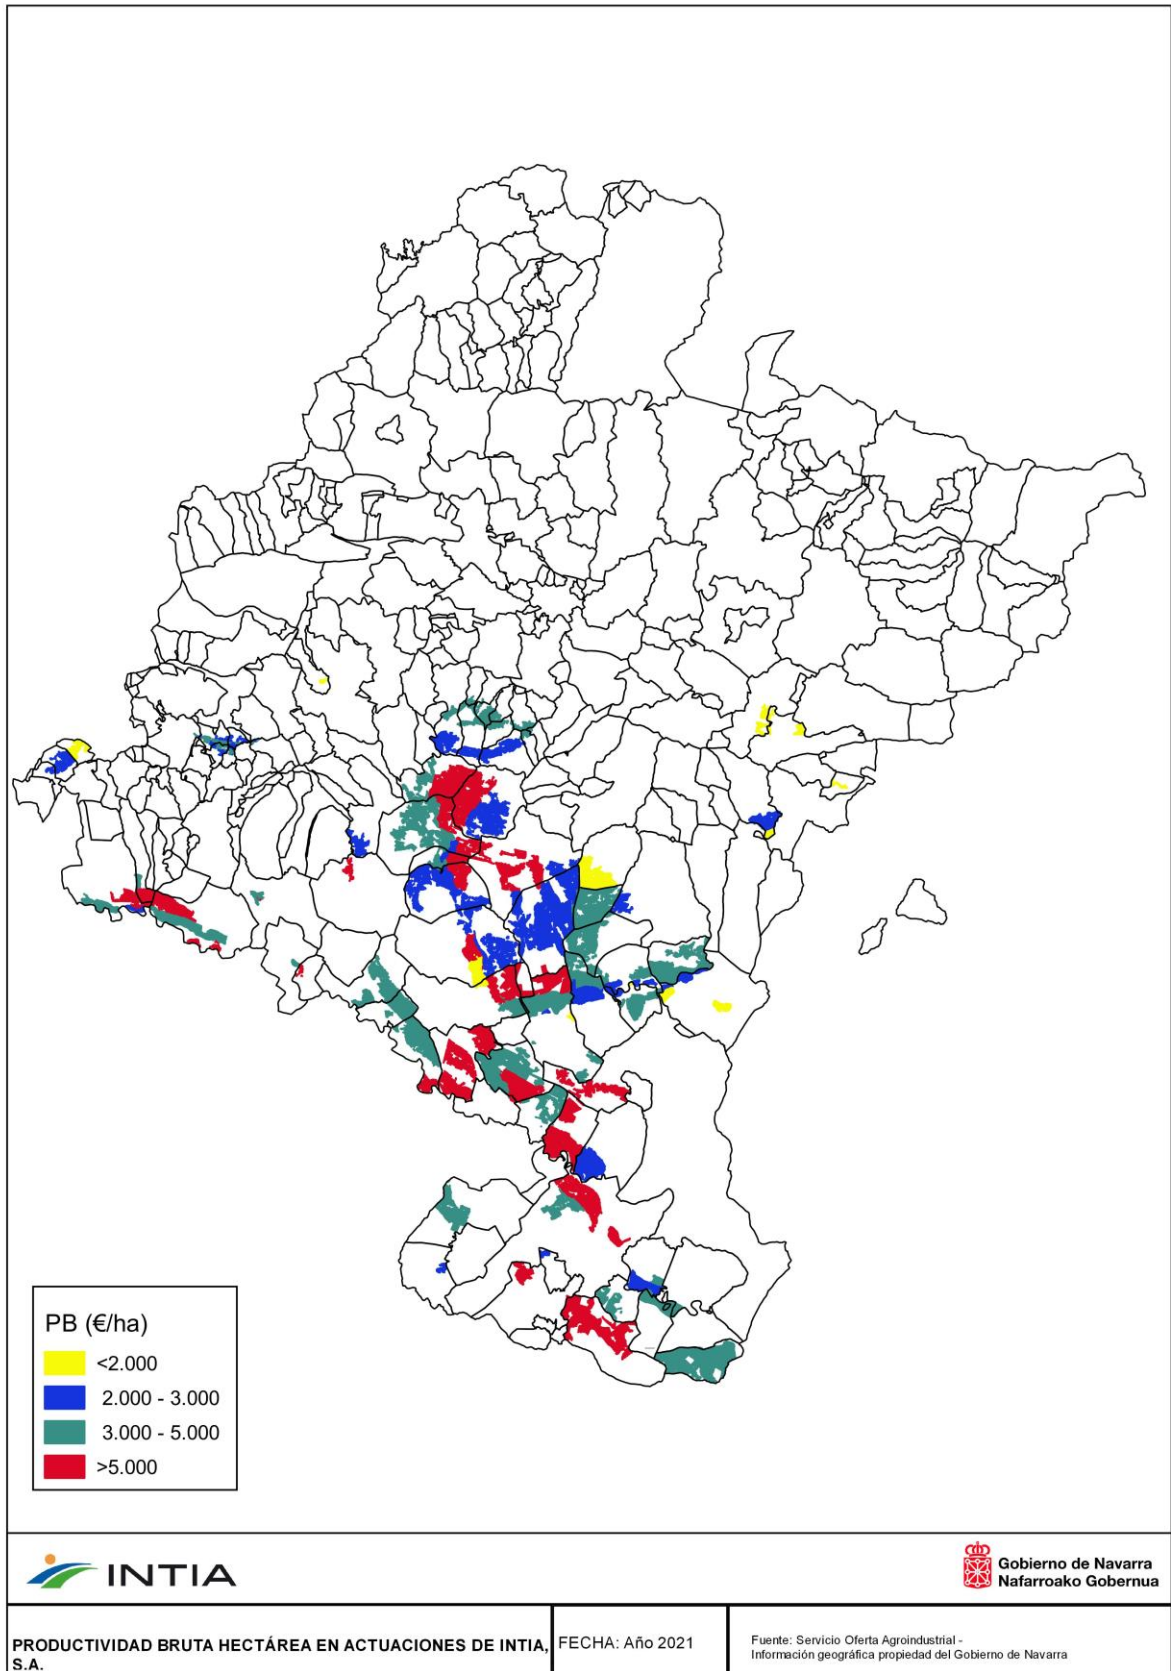 PB (€/ha)
<2.000
2.000 - 3.000
3.000 - 5.000
>5.000
INTIA
Gobierno de Navarra
Nafarroako Gobernua
PRODUCTIVIDAD BRUTA HECTÁREA EN ACTUACIONES DE INTIA,
S.A.
FECHA: Año 2021
Fuente: Servicio Oferta Agroindustrial -
Información geográfica propiedad del Gobierno de Navarra